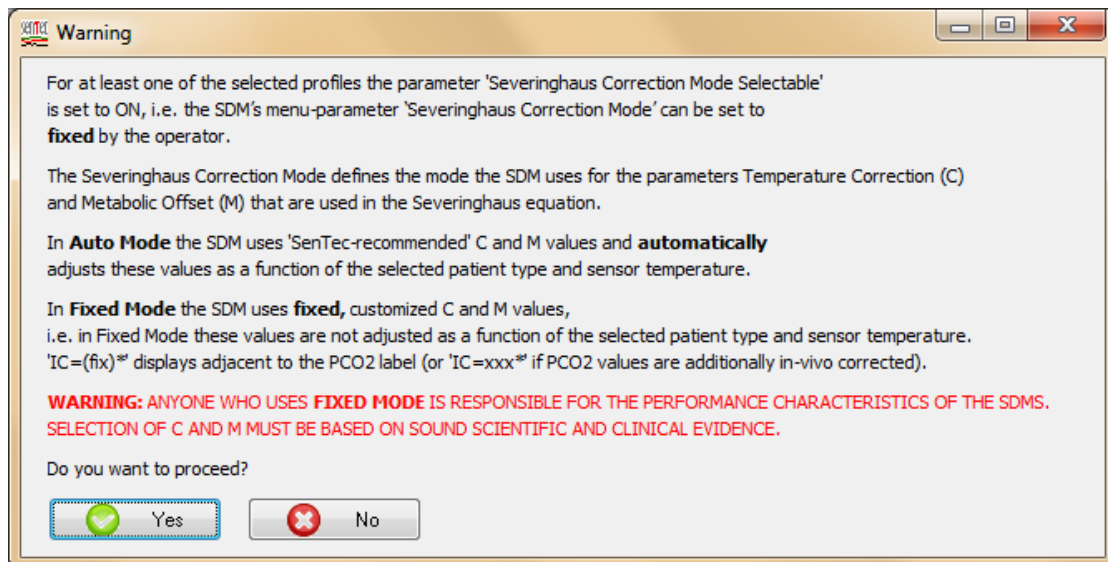 Warning
For at least one of the selected profiles the parameter 'Severinghaus Correction Mode Selectable'
is set to ON, i.e. the SDM's menu-parameter 'Severinghaus Correction Mode' can be set to
fixed by the operator.
The Severinghaus Correction Mode defines the mode the SDM uses for the parameters Temperature Correction (C)
and Metabolic Offset (M) that are used in the Severinghaus equation.
In Auto Mode the SDM uses 'SenTec-recommended' C and M values and automatically
adjusts these values as a function of the selected patient type and sensor temperature.
In Fixed Mode the SDM uses fixed, customized C and M values,
i.e. in Fixed Mode these values are not adjusted as a function of the selected patient type and sensor temperature.
'IC=(fix)*' displays adjacent to the PCO2 label (or 'IC=xxx*' if PCO2 values are additionally in-vivo corrected).
WARNING: ANYONE WHO USES FIXED MODE IS RESPONSIBLE FOR THE PERFORMANCE CHARACTERISTICS OF THE SDMS.
SELECTION OF C AND M MUST BE BASED ON SOUND SCIENTIFIC AND CLINICAL EVIDENCE.
Do you want to proceed?
Yes
No